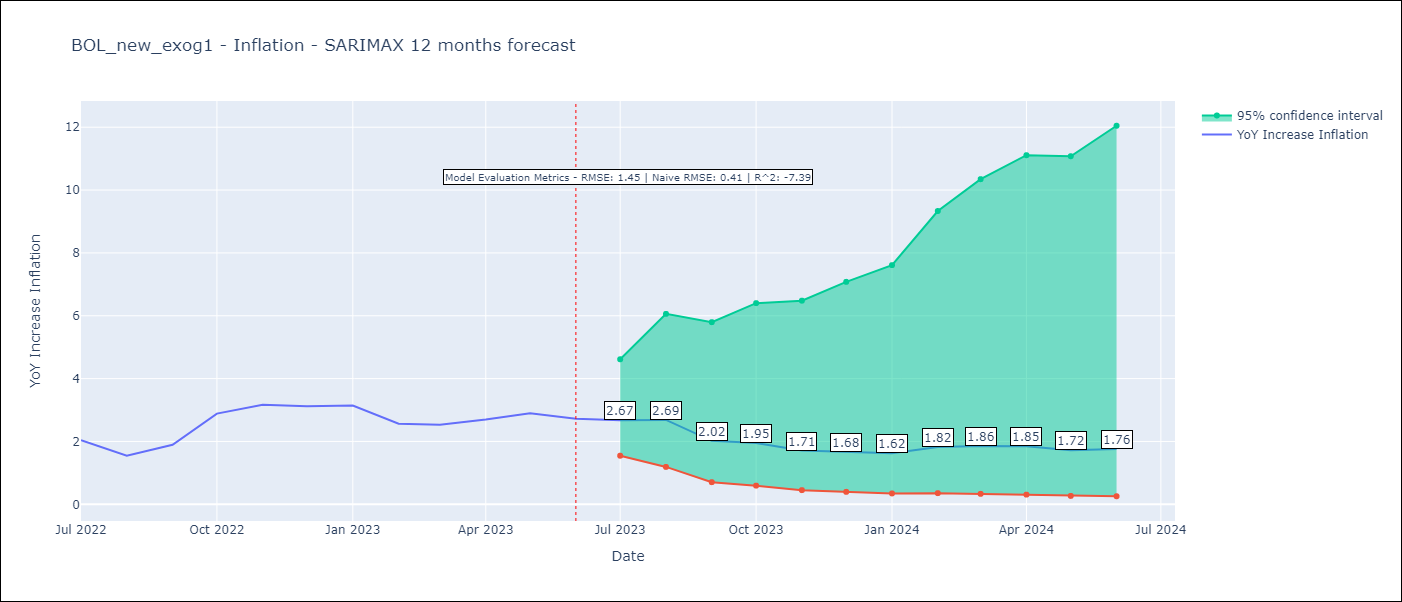 BOL_new_exog1 - Inflation - SARIMAX 12 months forecast
95% confidence interval
YoY Increase Inflation
Model Evaluation Metrics - RMSE: 1.45 | Naive RMSE: 0.41 | R^2: -7.39
YoY Increase Inflation
12
10
8
6
4
2
0
2.67
2.69
2.02
1.95
1.71
1.68
1.62
1.82
1.86
1.85
1.72
1.76
Jul 2022
Oct 2022
Jan 2023
Apr 2023
Jul 2023
Oct 2023
Jan 2024
Apr 2024
Jul 2024
Date